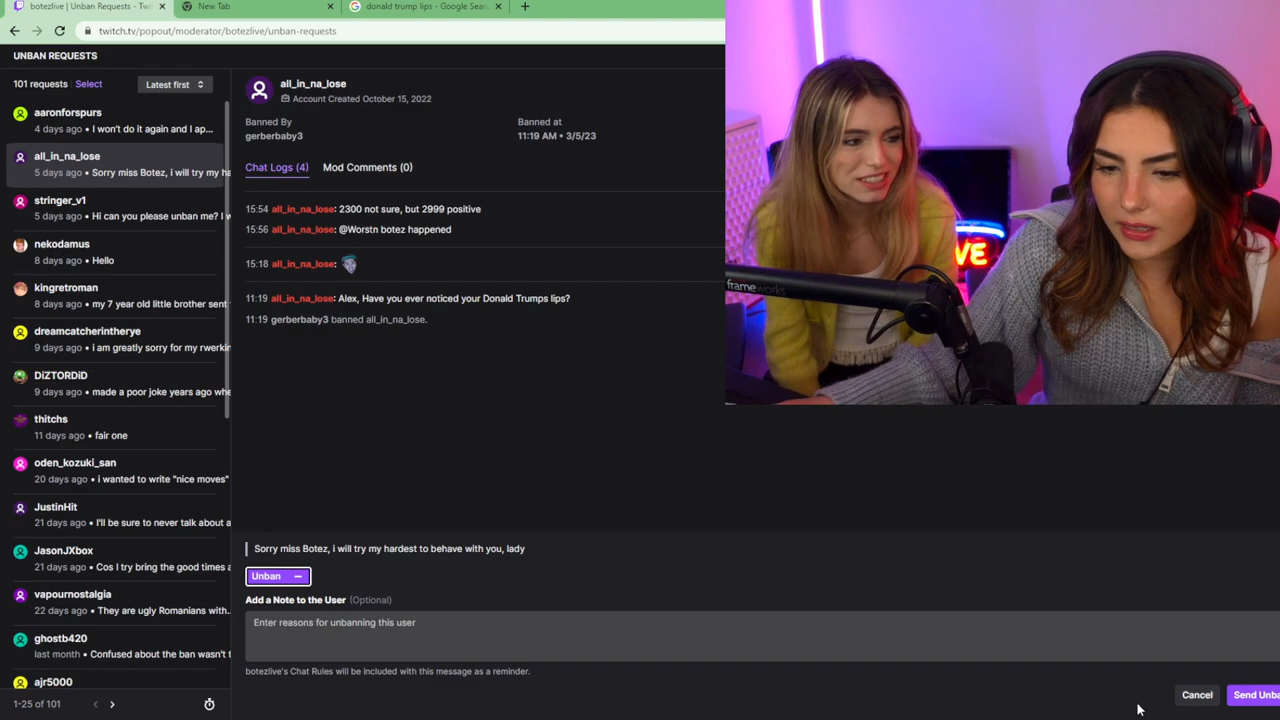 botezlive | Unban Requests - Twi
New Tab
donald trump lips - Google Sear
twitch.tv/popout/moderator/botezlive/unban-requests
UNBAN REQUESTS
101 requests Select Latest first
aaronforspurs
4 days ago • I won't do it again and I ap...
all_in_na_lose
5 days ago • Sorry miss Botez, i will try my ha
stringer_v1
5 days ago • Hi can you please unban me? I w
nekodamus
8 days ago • Hello
kingretroman
8 days ago • my 7 year old little brother sent
dreamcatcherintherye
9 days ago • i am greatly sorry for my rwerkin
DiZTORDiD
9 days ago • made a poor joke years ago whe
thitchs
11 days ago • fair one
oden_kozuki_san
20 days ago • i wanted to write "nice moves"
JustinHit
21 days ago • I'll be sure to never talk about a
JasonJXbox
21 days ago • Cos I try bring the good times a
vapournostalgia
22 days ago • They are ugly Romanians with..
ghostb420
last month • Confused about the ban wasn't t
ajr5000
1-25 of 101
all_in_na_lose
Account Created October 15, 2022
Banned By
gerberbaby3
Banned at
11:19 AM • 3/5/23
Chat Logs (4) Mod Comments (0)
15:54 all_in_na_lose: 2300 not sure, but 2999 positive
15:56 all_in_na_lose: @Worstn botez happened
15:18 all_in_na_lose:
11:19 all_in_na_lose: Alex, Have you ever noticed your Donald Trumps lips?
11:19 gerberbaby3 banned all_in_na_lose.
Sorry miss Botez, i will try my hardest to behave with you, lady
Unban
Add a Note to the User (Optional)
Enter reasons for unbanning this user
botezlive's Chat Rules will be included with this message as a reminder.
Cancel Send Unba
frameworks
VE